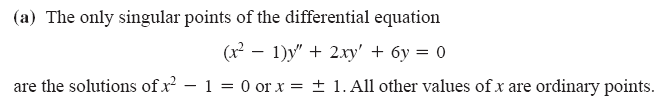 (a) The only singular points of the differential equation
(x² − 1)y″ + 2xy′ + 6y = 0
are the solutions of x² − 1 = 0 or x = ± 1. All other values of x are ordinary points.